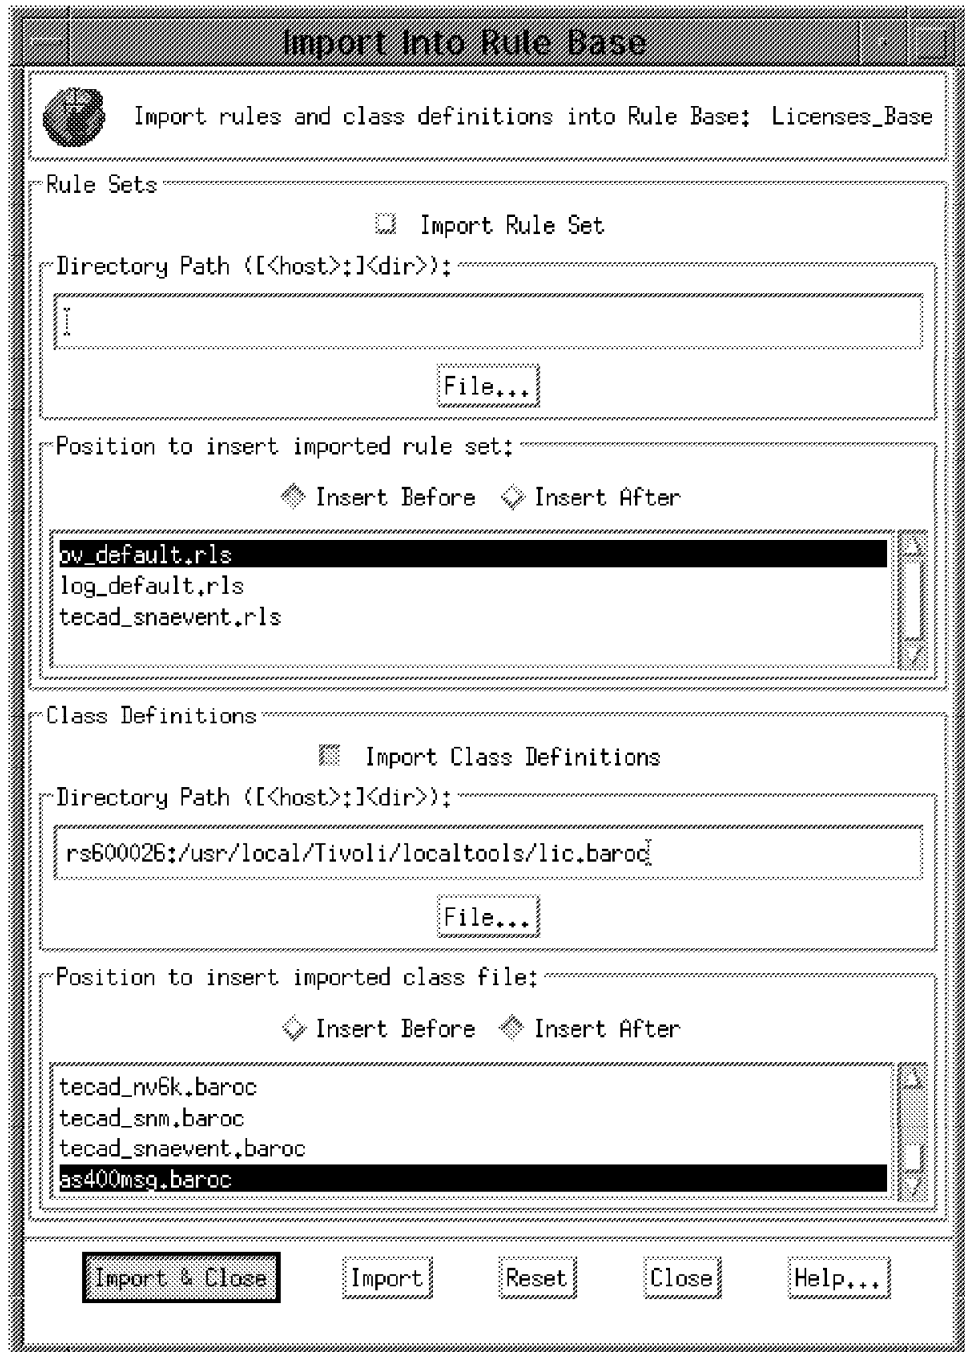 Import Into Rule Base
Import rules and class definitions into Rule Base: Licenses_Base
Rule Sets
Import Rule Set
Directory Path ([<host>:]<dir>):
File...
Position to insert imported rule set:
Insert Before Insert After
ov_default.rls
log_default.rls
tecad_snaevent.rls
Class Definitions
Import Class Definitions
Directory Path ([<host>:]<dir>):
rs600026:/usr/local/Tivoli/localtools/lic.baroc
File...
Position to insert imported class file:
Insert Before Insert After
tecad_nv6k.baroc
tecad_snm.baroc
tecad_snaevent.baroc
as400msg.baroc
Import & Close Import Reset Close Help...